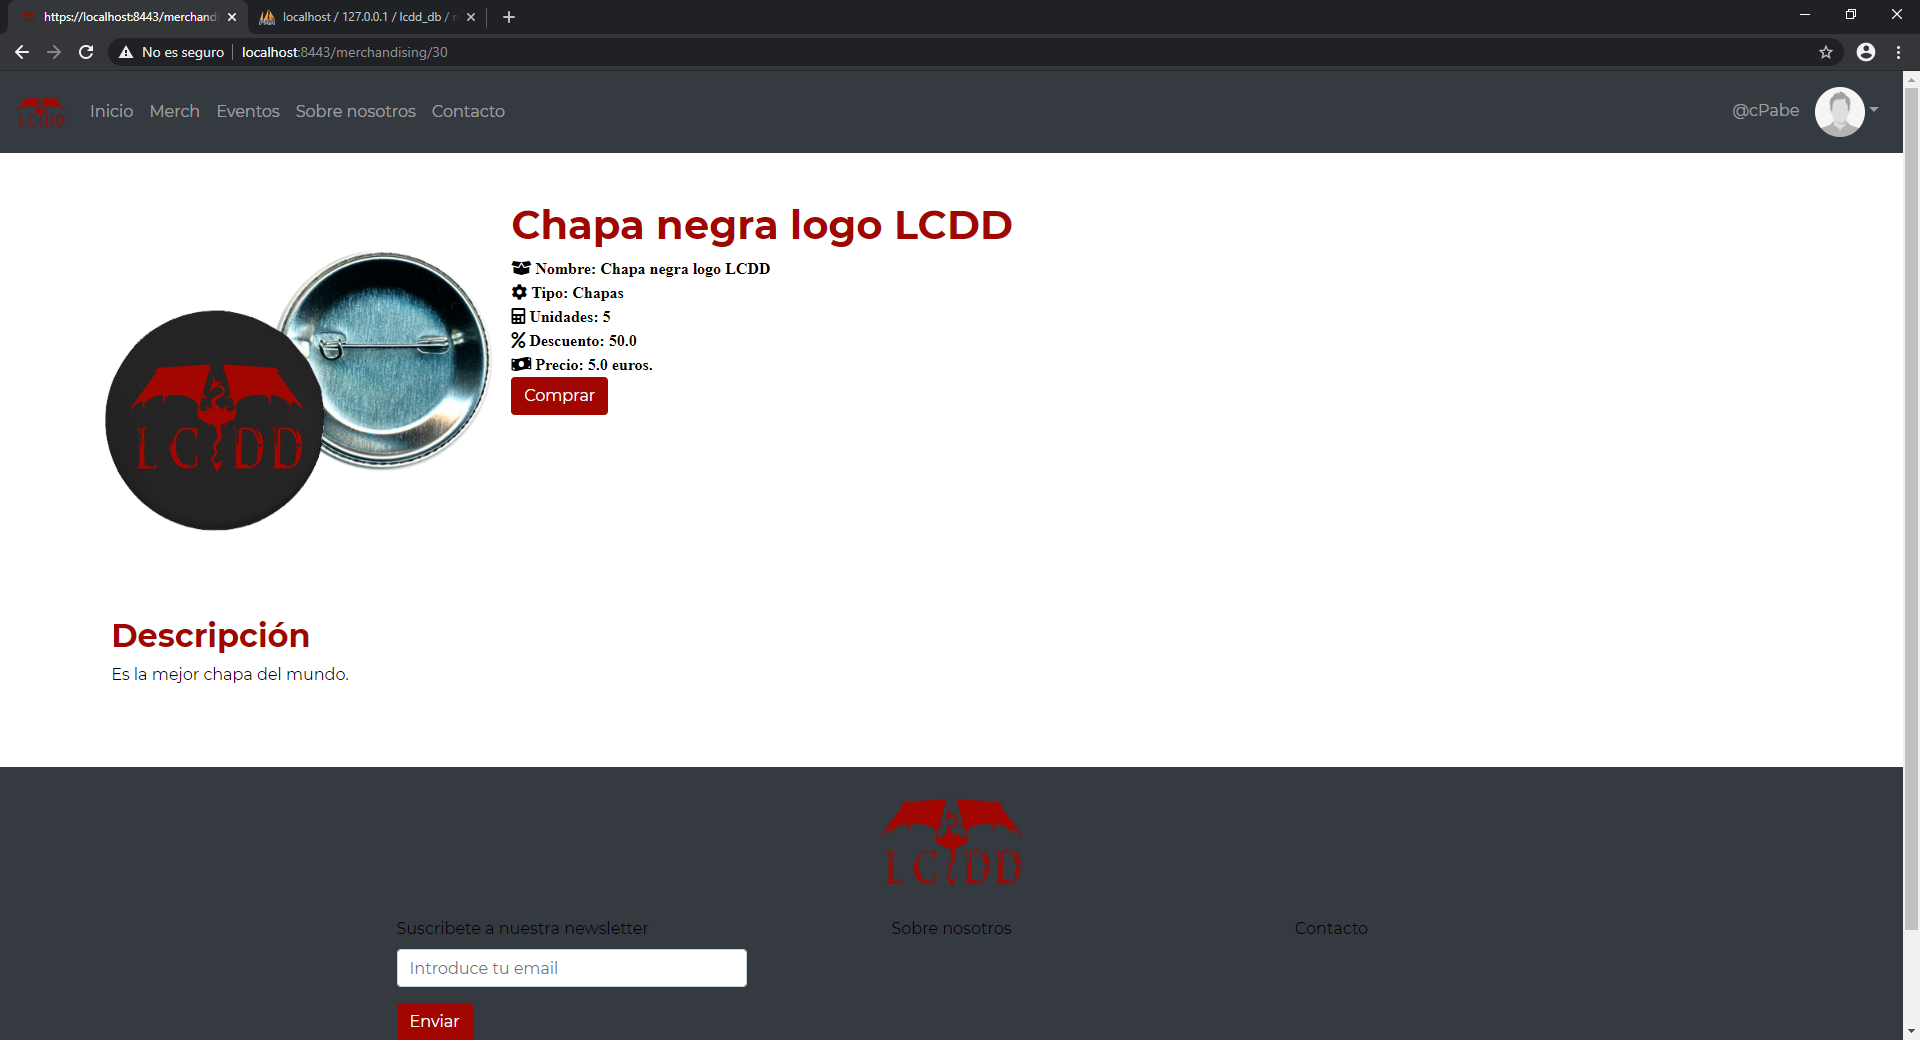 https://localhost:8443/merchandi
localhost / 127.0.0.1 / lcdd_db /
No es seguro
localhost:8443/merchandising/30
LCDD
Inicio
Merch
Eventos
Sobre nosotros
Contacto
@cPabe
Chapa negra logo LCDD
Nombre: Chapa negra logo LCDD
Tipo: Chapas
Unidades: 5
Descuento: 50.0
Precio: 5.0 euros.
Comprar
LCDD
Descripción
Es la mejor chapa del mundo.
LCDD
Suscribete a nuestra newsletter
Sobre nosotros
Contacto
Introduce tu email
Enviar